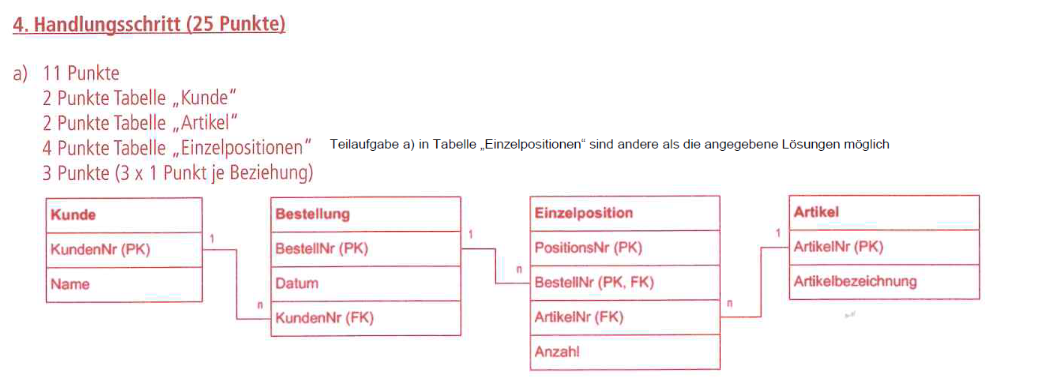 4. Handlungsschritt (25 Punkte)
a) 11 Punkte
2 Punkte Tabelle „Kunde“
2 Punkte Tabelle „Artikel“
4 Punkte Tabelle „Einzelpositionen“ Teilaufgabe a) in Tabelle „Einzelpositionen“ sind andere als die angegebene Lösungen möglich
3 Punkte (3 x 1 Punkt je Beziehung)
Kunde
KundenNr (PK)
Name
1
n
Bestellung
BestellNr (PK)
Datum
KundenNr (FK)
1
n
Einzelposition
PositionsNr (PK)
BestellNr (PK, FK)
ArtikelNr (FK)
Anzahl
n
1
Artikel
ArtikelNr (PK)
Artikelbezeichnung